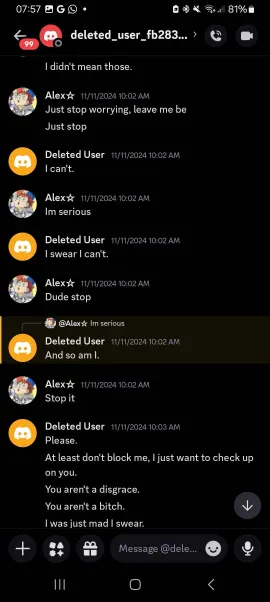 07:57
81%
99
deleted_user_fb283...
I didn't mean those.
Alex☆ 11/11/2024 10:02 AM
Just stop worrying, leave me be
Just stop
Deleted User 11/11/2024 10:02 AM
I can't.
Alex☆ 11/11/2024 10:02 AM
Im serious
Deleted User 11/11/2024 10:02 AM
I swear I can't.
Alex☆ 11/11/2024 10:02 AM
Dude stop
@Alex☆ Im serious
Deleted User 11/11/2024 10:02 AM
And so am I.
Alex☆ 11/11/2024 10:02 AM
Stop it
Deleted User 11/11/2024 10:03 AM
Please.
At least don't block me, I just want to check up
on you.
You aren't a disgrace.
You aren't a bitch.
I was just mad I swear.
Message @dele...